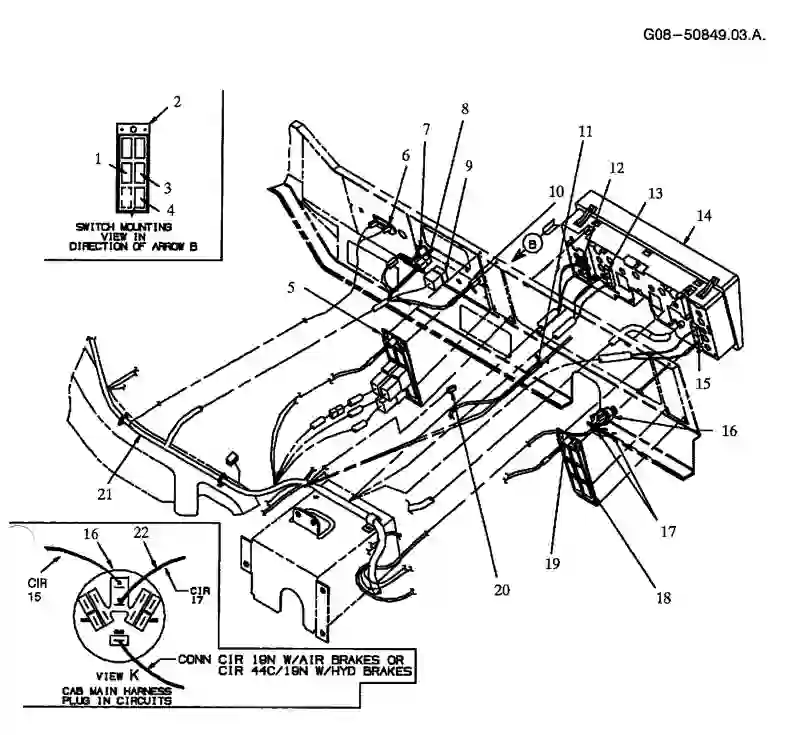 G08-50849.03.A.
2
1
3
4
SWITCH MOUNTING
VIEW IN
DIRECTION OF ARROW B
5
6
7
8
9
10
11
12
13
14
B
15
16
17
18
19
20
21
16
22
CIR
15
CIR
17
CONN CIR 19N W/AIR BRAKES OR
CIR 44C/19N W/HYD BRAKES
VIEW K
CAB MAIN HARNESS
PLUG IN CIRCUITS